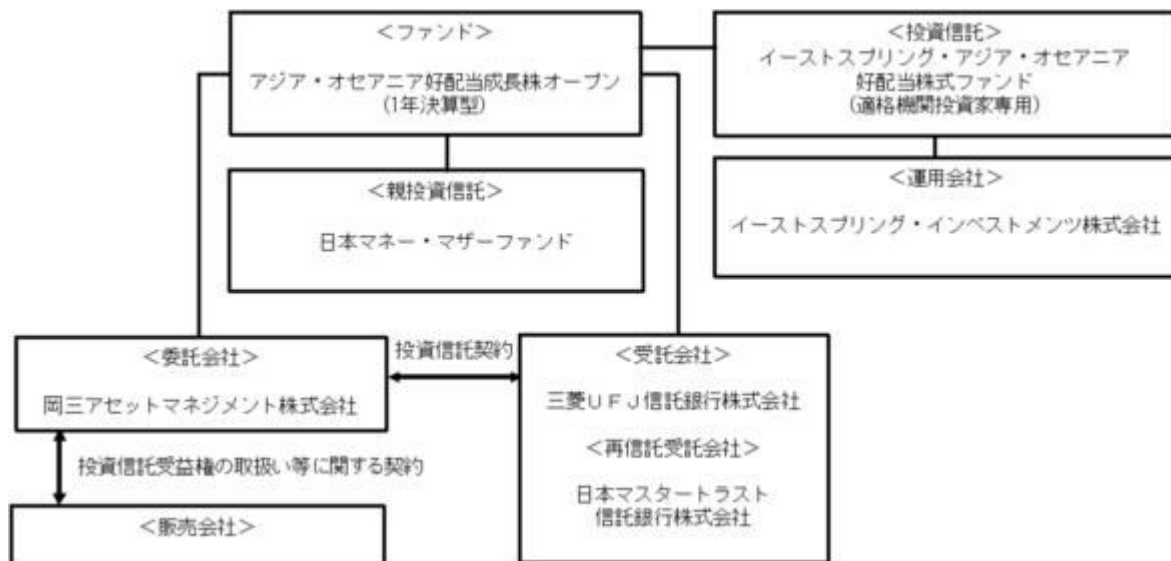 ＜ファンド＞
アジア・オセアニア好配当成長株オープン
(1年決算型)
＜投資信託＞
イーストスプリング・アジア・オセアニア
好配当株式ファンド
(適格機関投資家専用)
＜親投資信託＞
日本マネー・マザーファンド
＜運用会社＞
イーストスプリング・インベストメンツ株式会社
＜委託会社＞
岡三アセットマネジメント株式会社
投資信託契約
＜受託会社＞
三菱ＵＦＪ信託銀行株式会社
＜再信託受託会社＞
日本マスタートラスト
信託銀行株式会社
投資信託受益権の取扱い等に関する契約
＜販売会社＞